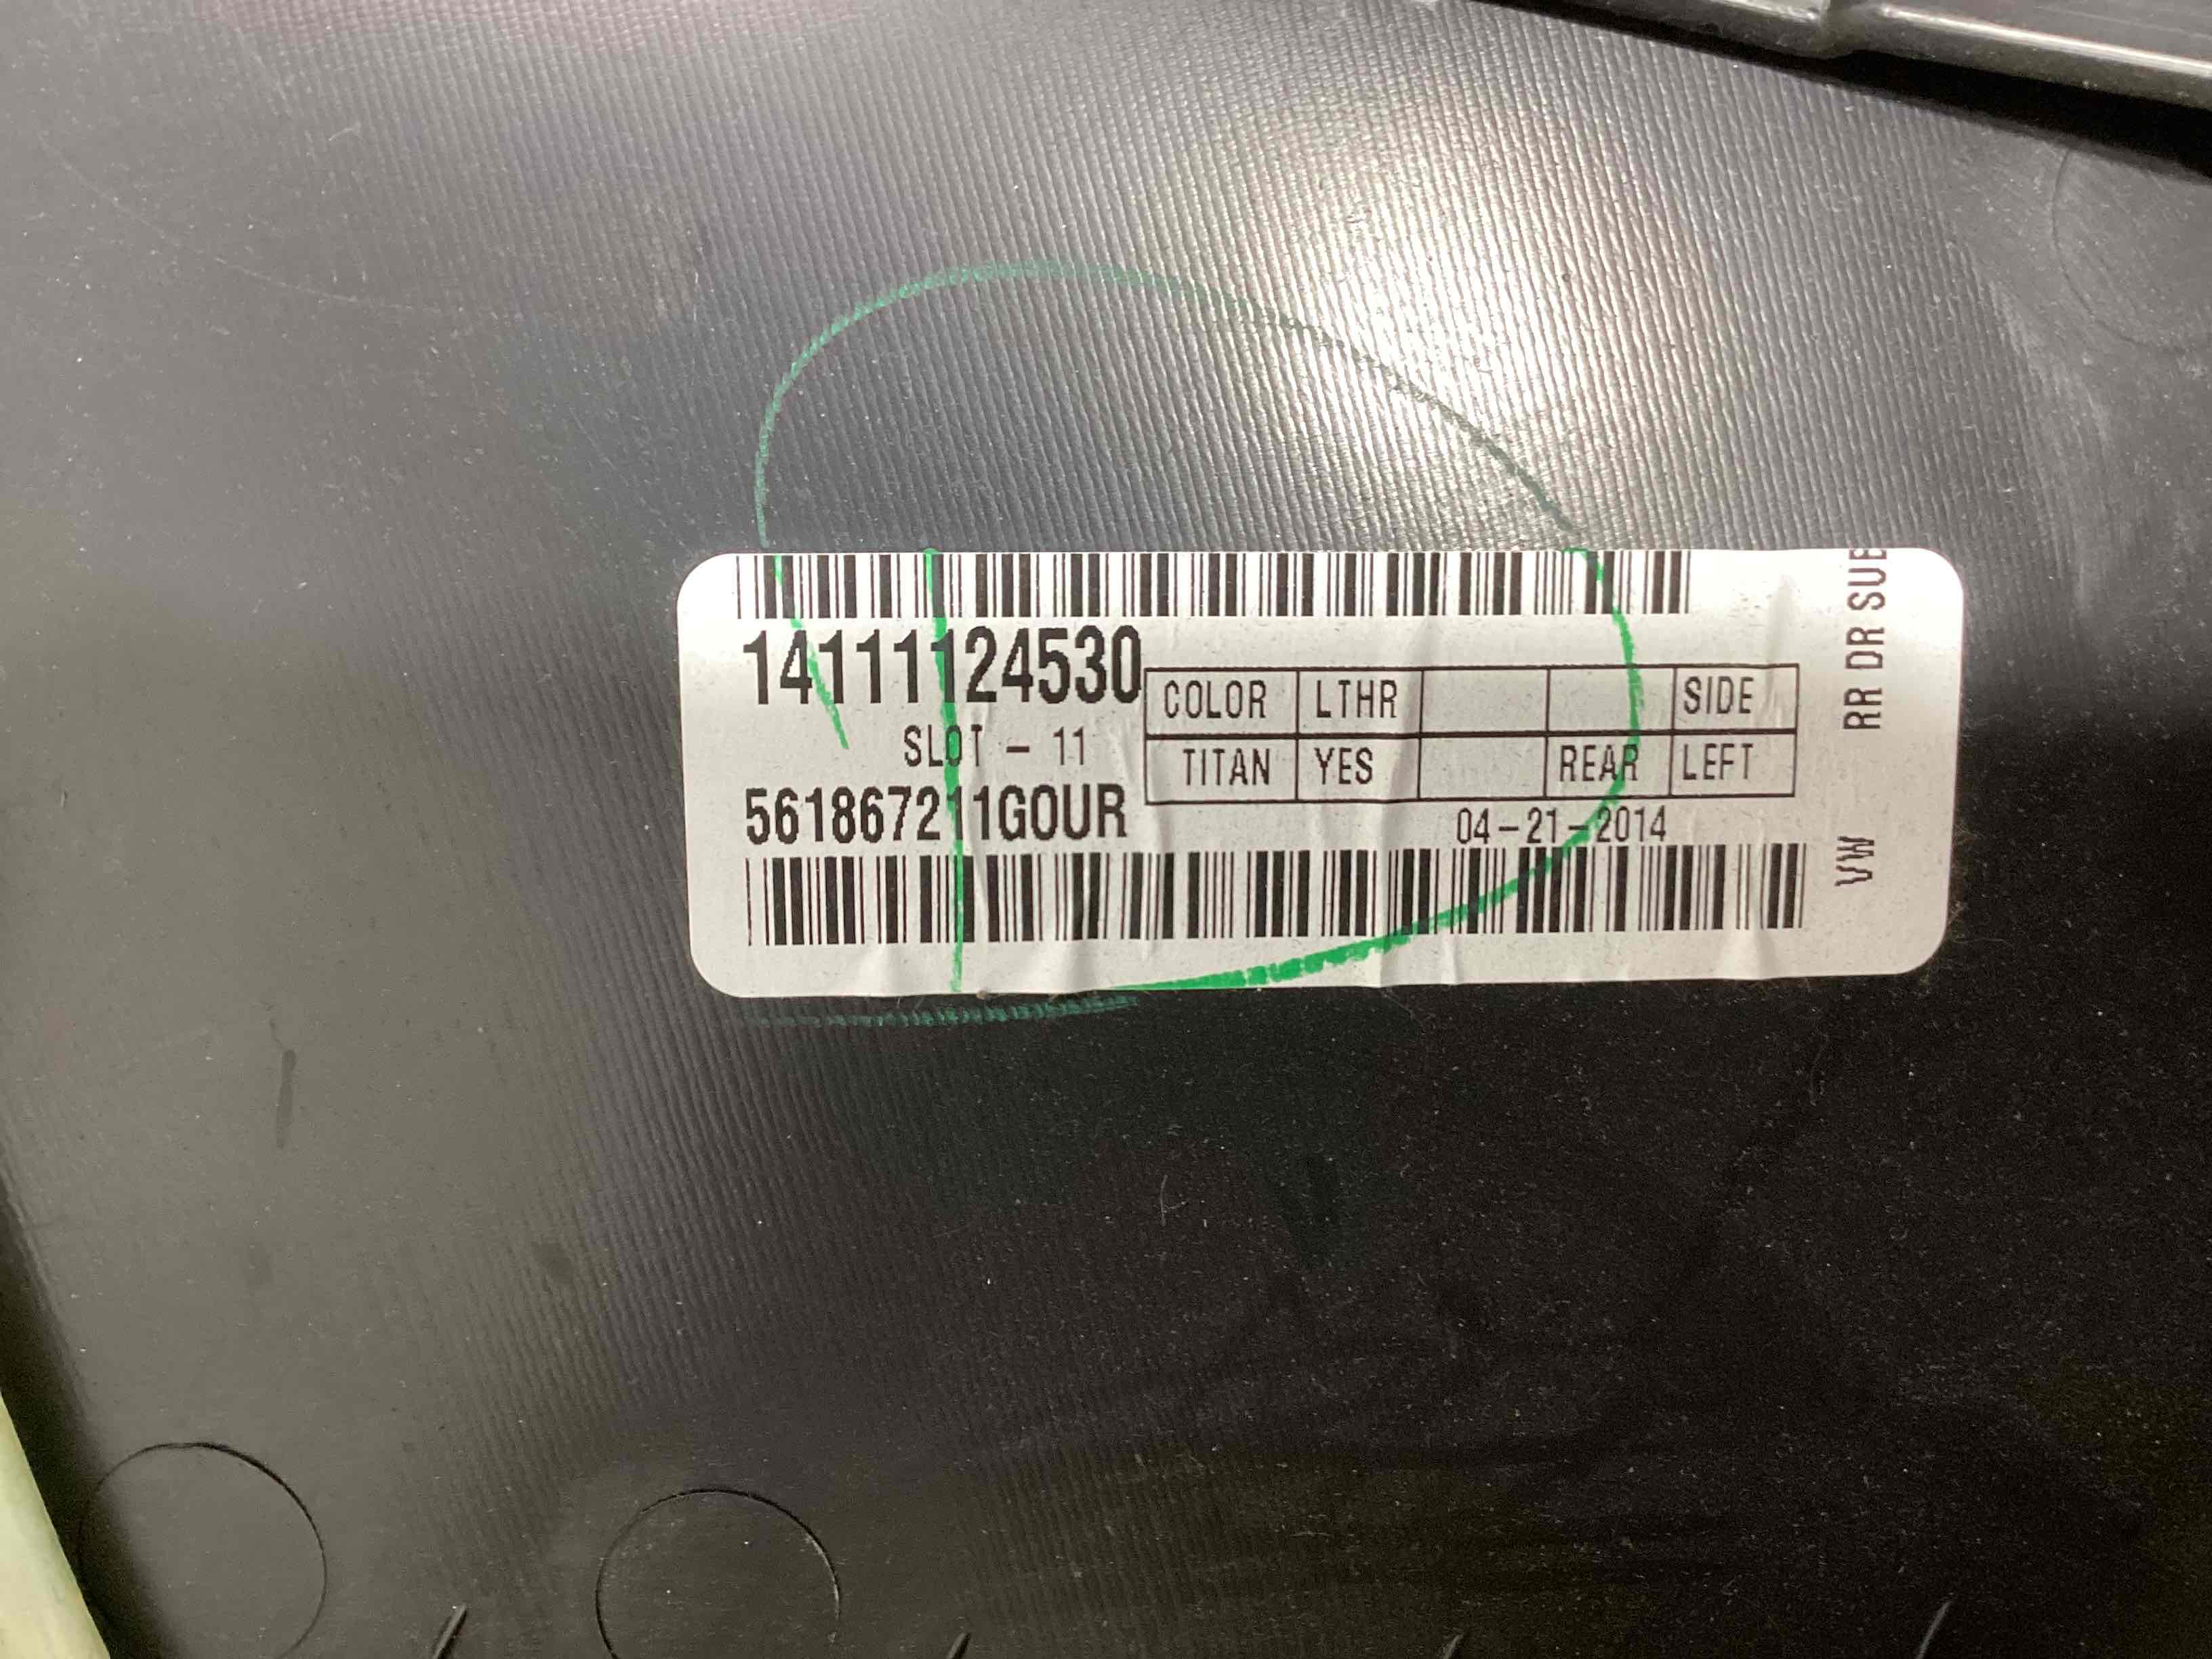 14111124530
SLOT - 11
561867211GOUR
COLOR LTHR SIDE
TITAN YES REAR LEFT
04-21-2014
VW RR DR SUB